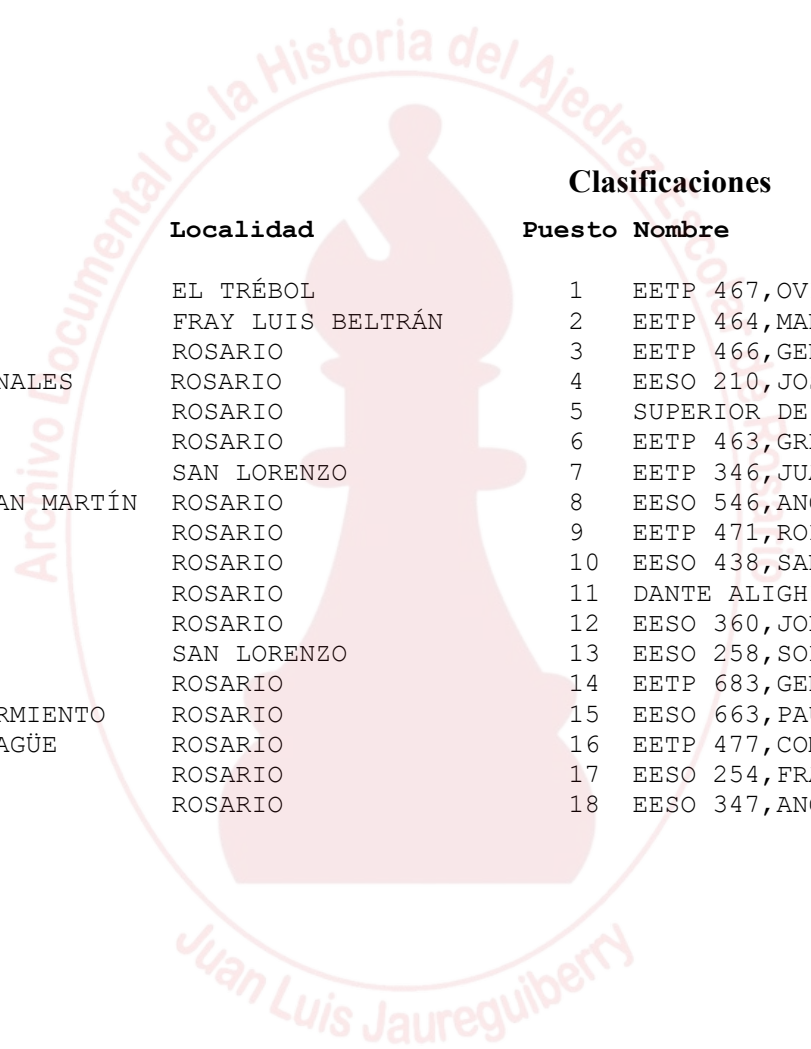 Archivo Documental de la Historia del Ajedrez Escolar de Rosario
Clasificaciones
Localidad Puesto Nombre
EL TRÉBOL 1 EETP 467,OV
FRAY LUIS BELTRÁN 2 EETP 464,MA
ROSARIO 3 EETP 466,GE
NALES ROSARIO 4 EESO 210,JO
ROSARIO 5 SUPERIOR DE
ROSARIO 6 EETP 463,GR
SAN LORENZO 7 EETP 346,JU
AN MARTÍN ROSARIO 8 EESO 546,AN
ROSARIO 9 EETP 471,RO
ROSARIO 10 EESO 438,SA
ROSARIO 11 DANTE ALIGH
ROSARIO 12 EESO 360,JO
SAN LORENZO 13 EESO 258,SO
ROSARIO 14 EETP 683,GE
RMIENTO ROSARIO 15 EESO 663,PA
AGÜE ROSARIO 16 EETP 477,CO
ROSARIO 17 EESO 254,FR
ROSARIO 18 EESO 347,AN
Juan Luis Jaureguiberry